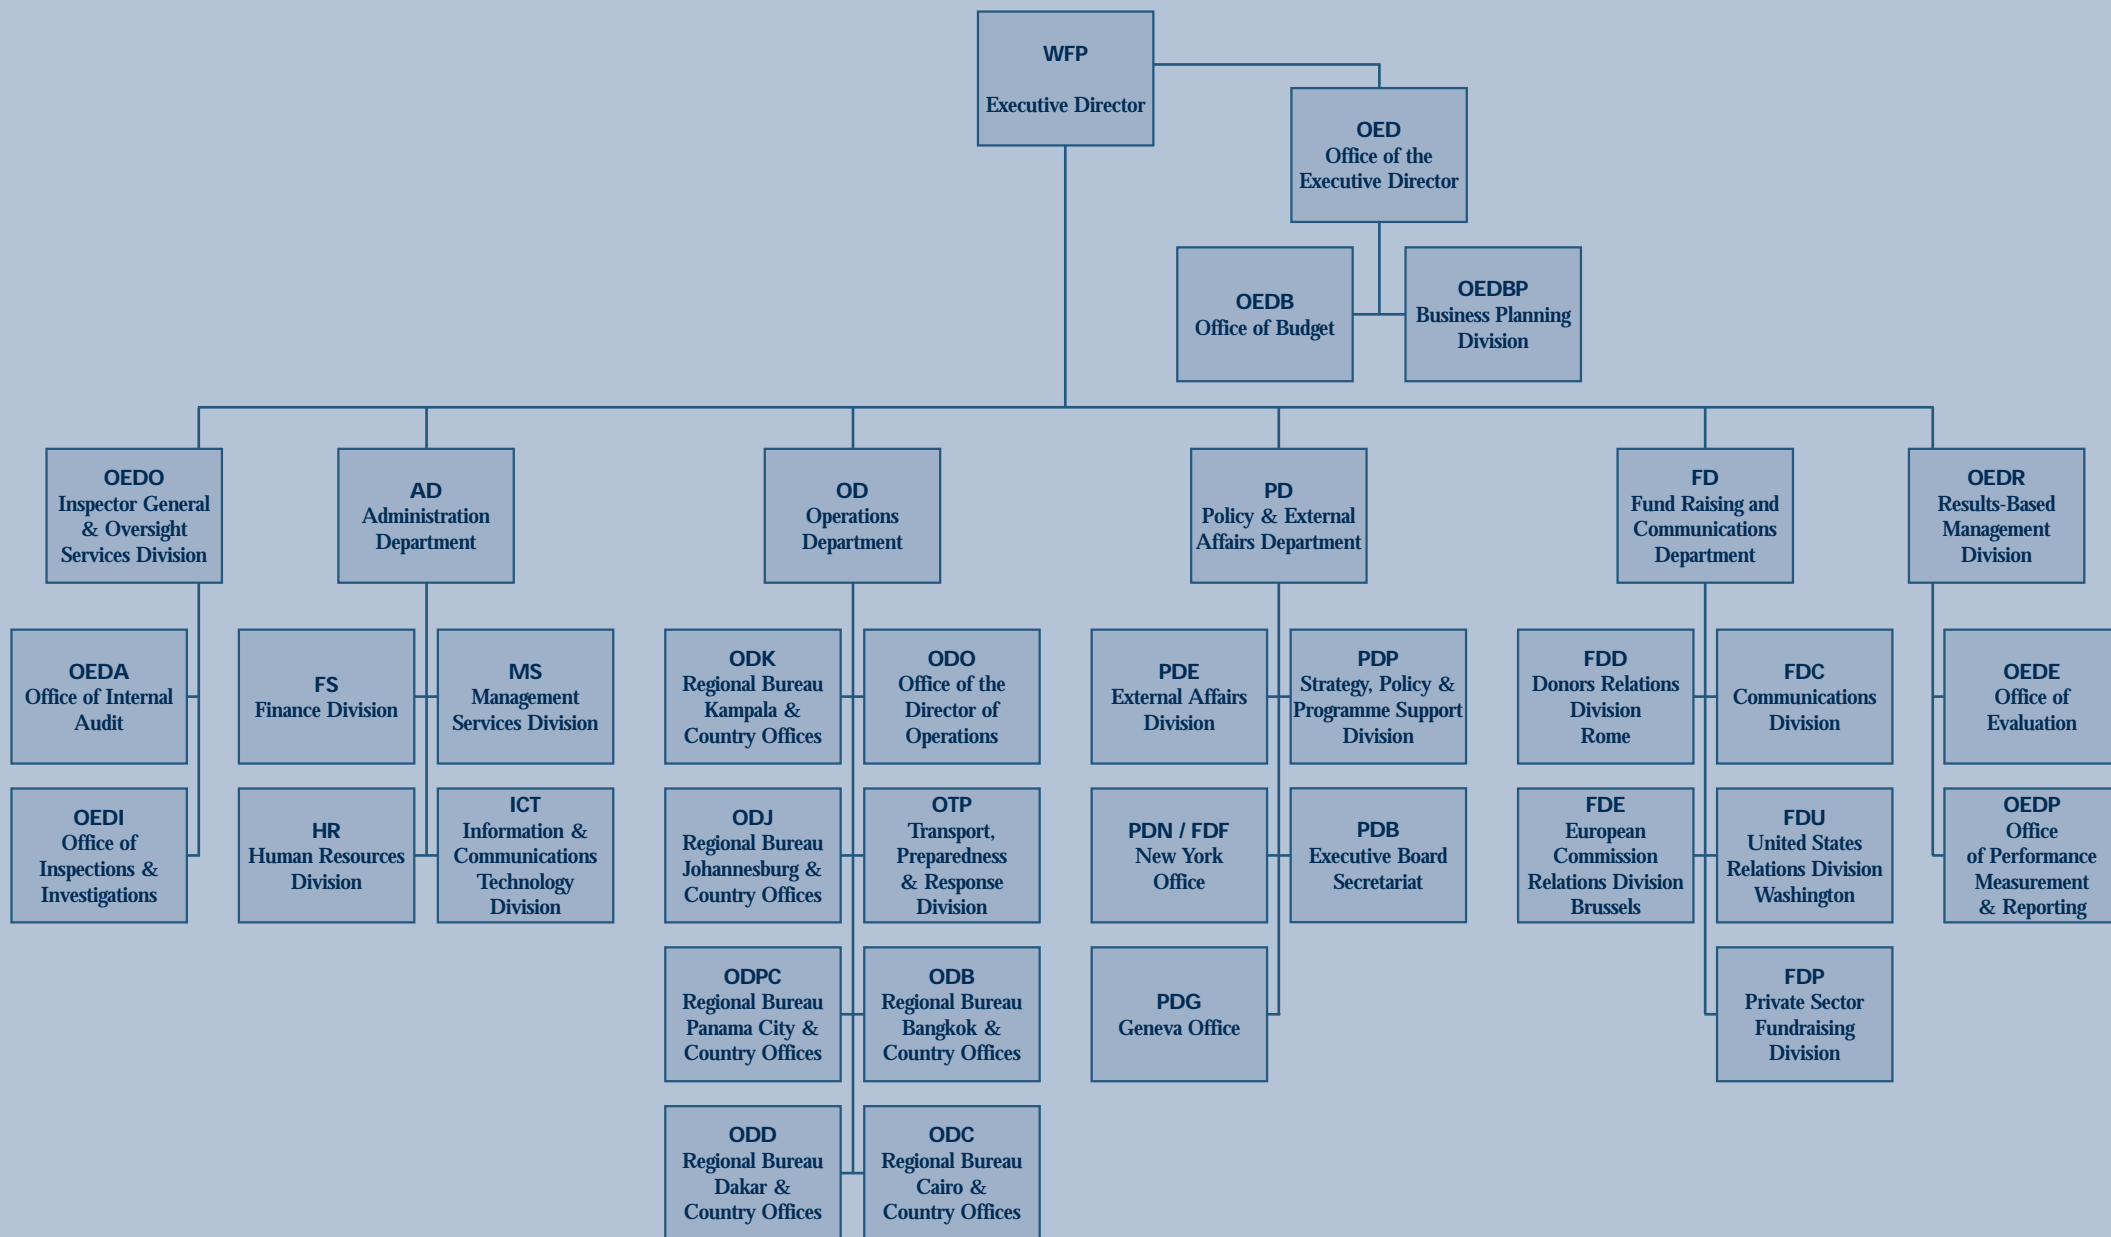 WFP
Executive Director
OED
Office of the
Executive Director
OEDB
Office of Budget
OEDBP
Business Planning
Division
OEDO
Inspector General
& Oversight
Services Division
AD
Administration
Department
OD
Operations
Department
PD
Policy & External
Affairs Department
FD
Fund Raising and
Communications
Department
OEDR
Results-Based
Management
Division
OEDA
Office of Internal
Audit
FS
Finance Division
MS
Management
Services Division
ODK
Regional Bureau
Kampala &
Country Offices
ODO
Office of the
Director of
Operations
PDE
External Affairs
Division
PDP
Strategy, Policy &
Programme Support
Division
FDD
Donors Relations
Division
Rome
FDC
Communications
Division
OEDE
Office of
Evaluation
OEDI
Office of
Inspections &
Investigations
HR
Human Resources
Division
ICT
Information &
Communications
Technology
Division
ODJ
Regional Bureau
Johannesburg &
Country Offices
OTP
Transport,
Preparedness
& Response
Division
PDN / FDF
New York
Office
PDB
Executive Board
Secretariat
FDE
European
Commission
Relations Division
Brussels
FDU
United States
Relations Division
Washington
OEDP
Office
of Performance
Measurement
& Reporting
ODPC
Regional Bureau
Panama City &
Country Offices
ODB
Regional Bureau
Bangkok &
Country Offices
PDG
Geneva Office
FDP
Private Sector
Fundraising
Division
ODD
Regional Bureau
Dakar &
Country Offices
ODC
Regional Bureau
Cairo &
Country Offices